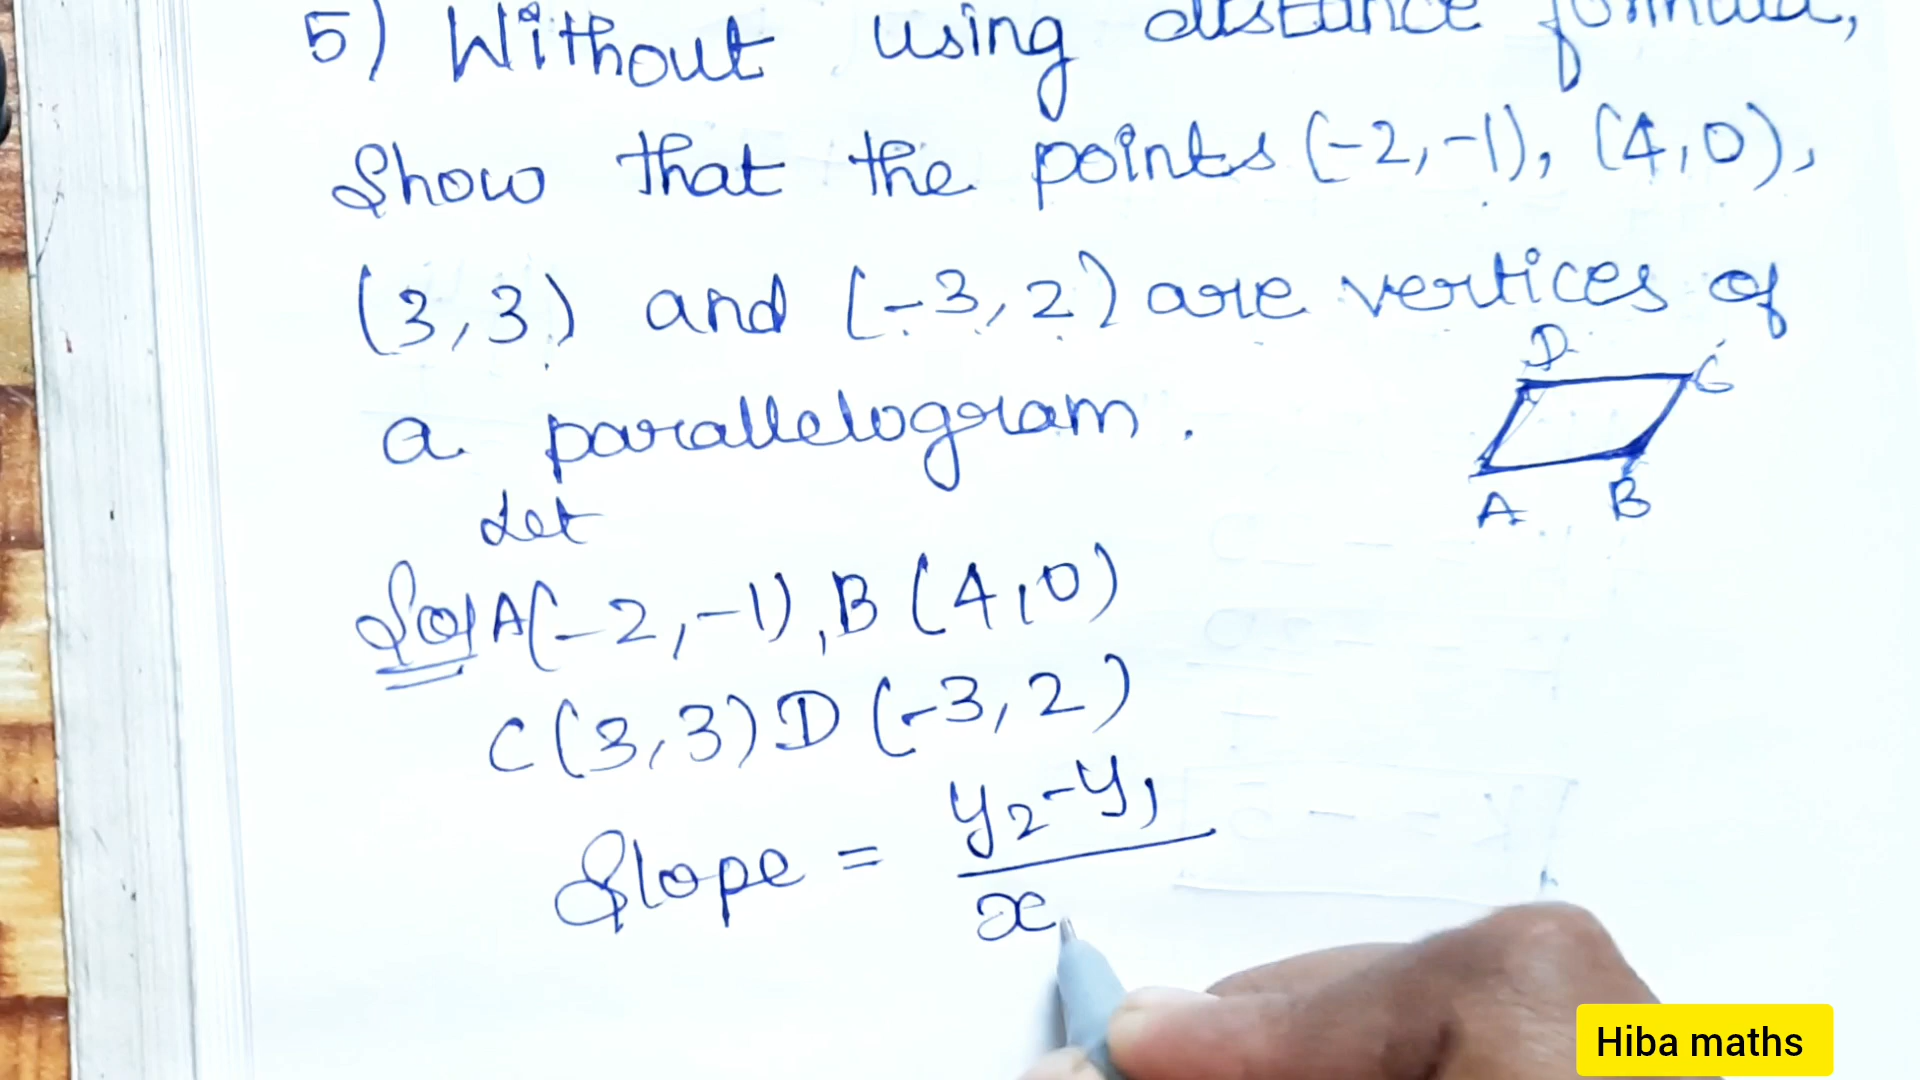 5) Without using distance formula,
Show that the points (-2,-1), (4,0),
(3,3) and (-3,2) are vertices of
a parallelogram.
D C
A B
Let
Sol A(-2,-1), B(4,0)
C(3,3) D(-3,2)
Slope = y₂-y₁
x
Hiba maths